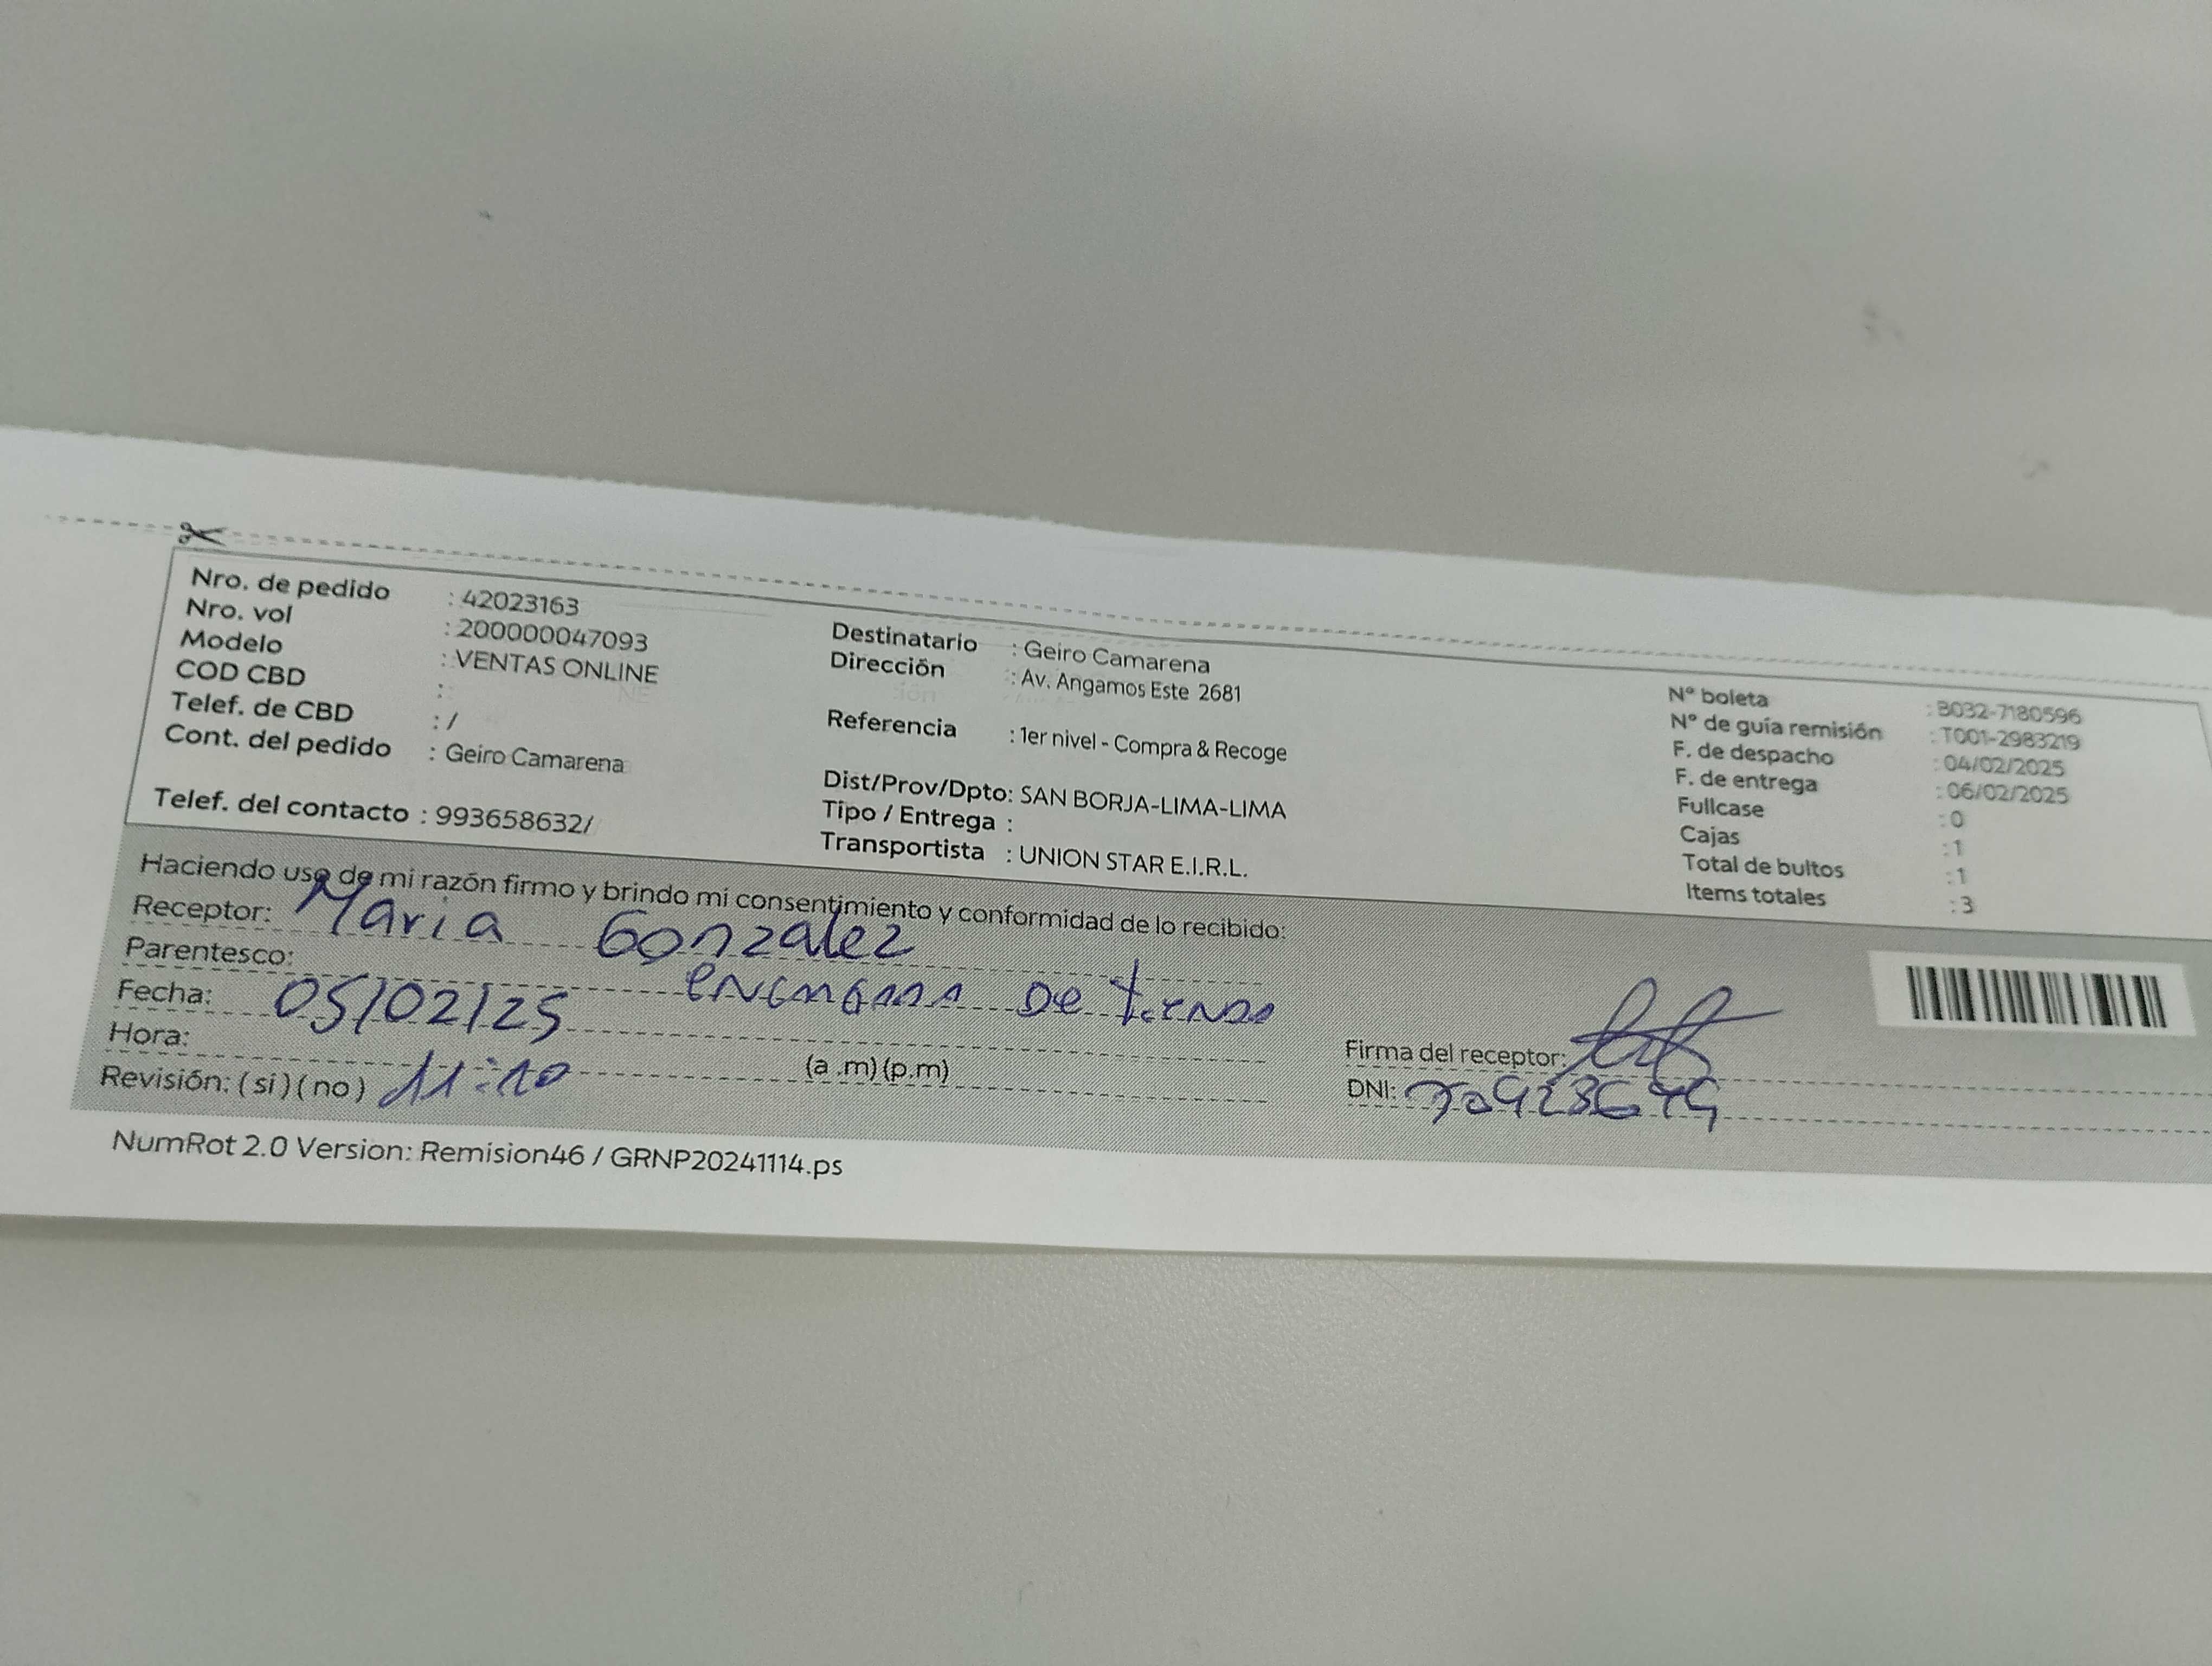 Nro. de pedido : 42023163
Nro. vol : 200000047093
Modelo : VENTAS ONLINE
COD CBD :
Telef. de CBD : /
Cont. del pedido : Geiro Camarena
Telef. del contacto : 993658632/
Destinatario : Geiro Camarena
Dirección : Av. Angamos Este 2681
Referencia : 1er nivel - Compra & Recoge
Dist/Prov/Dpto: SAN BORJA-LIMA-LIMA
Tipo / Entrega :
Transportista : UNION STAR E.I.R.L.
N° boleta : B032-7180596
N° de guía remisión : T001-2983219
F. de despacho : 04/02/2025
F. de entrega : 06/02/2025
Fullcase : 0
Cajas : 1
Total de bultos : 1
Items totales : 3
Haciendo uso de mi razón firmo y brindo mi consentimiento y conformidad de lo recibido:
Receptor: Maria Gonzalez
Parentesco: de tienda
Fecha: 05/02/25
Hora: (a .m)(p.m)
Revisión: (si)(no) 11:10
Firma del receptor:
DNI:
NumRot 2.0 Version: Remision46 / GRNP20241114.ps